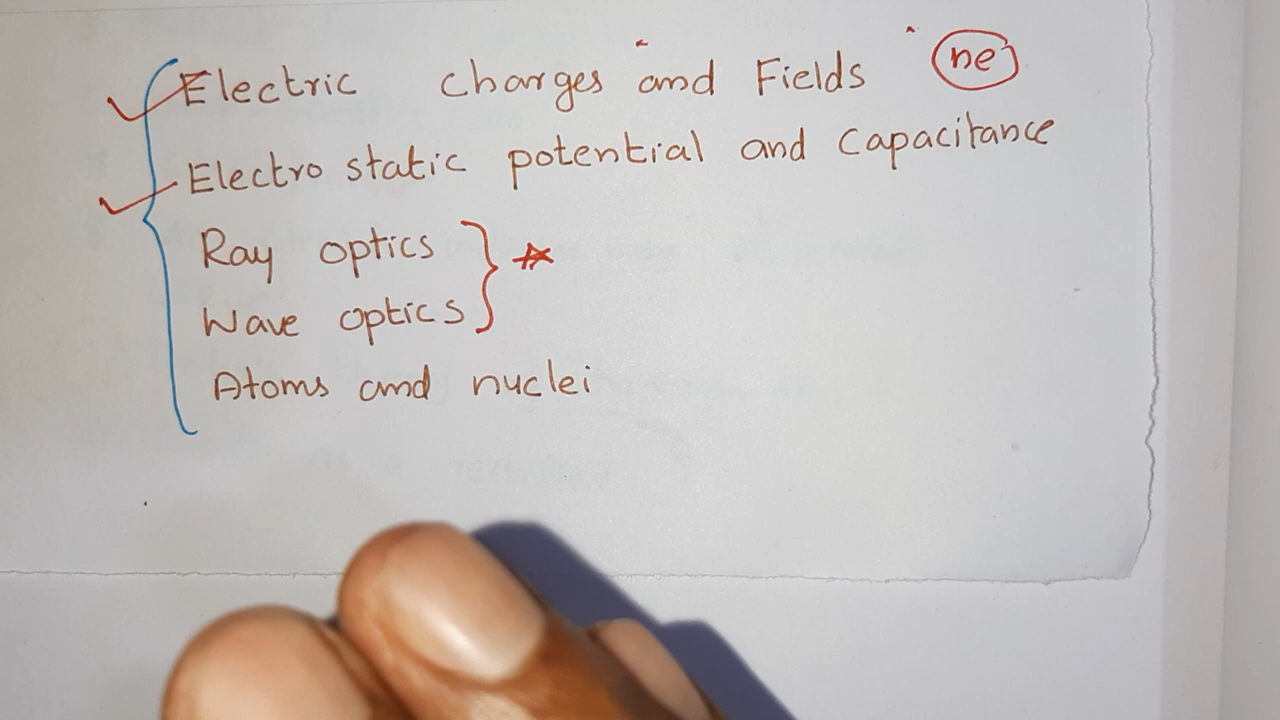 Electric charges and Fields ne
Electro static potential and capacitance
Ray optics
Wave optics
Atoms and nuclei